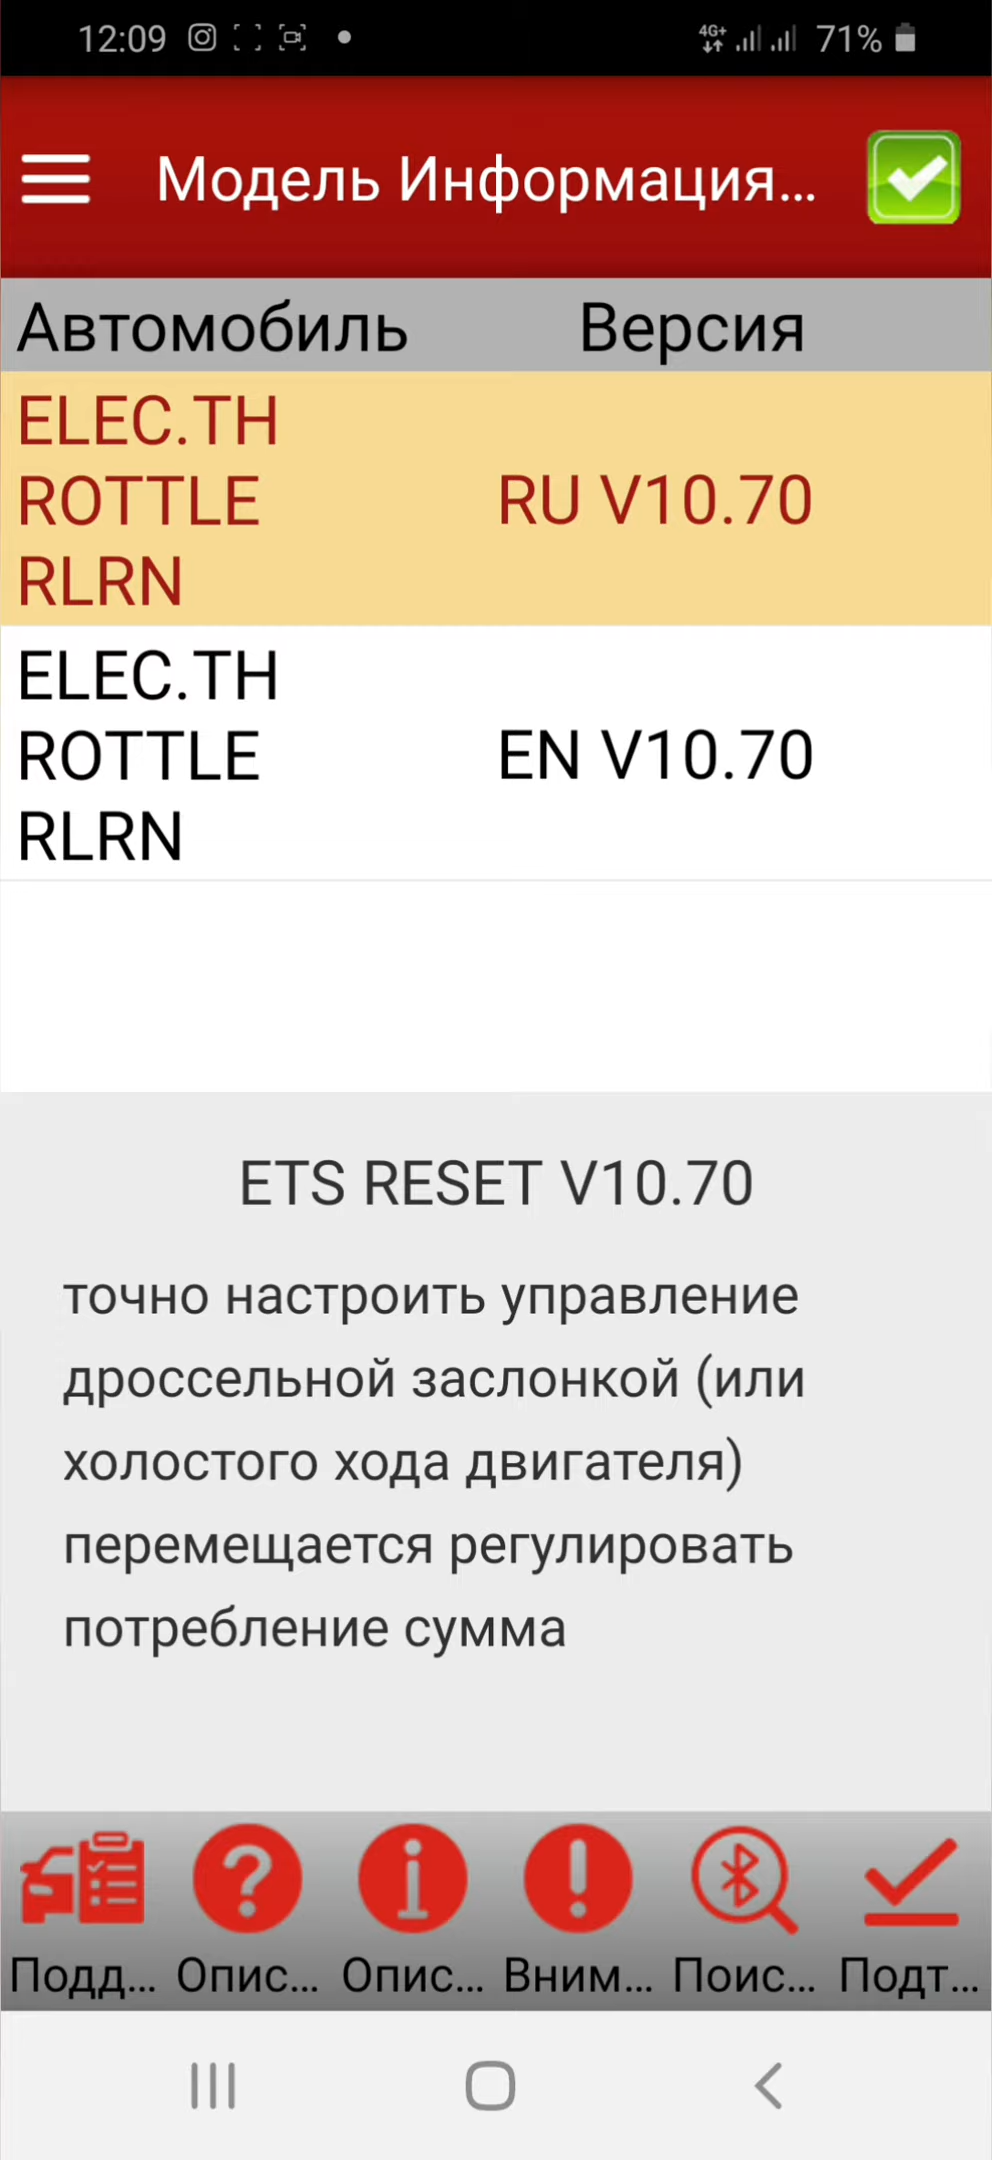 12:09 4G+ 71%
Модель Информация...
Автомобиль Версия
ELEC.TH
ROTTLE RU V10.70
RLRN
ELEC.TH
ROTTLE EN V10.70
RLRN
ETS RESET V10.70
точно настроить управление
дроссельной заслонкой (или
холостого хода двигателя)
перемещается регулировать
потребление сумма
Подд... Опис... Опис... Вним... Поис... Подт...